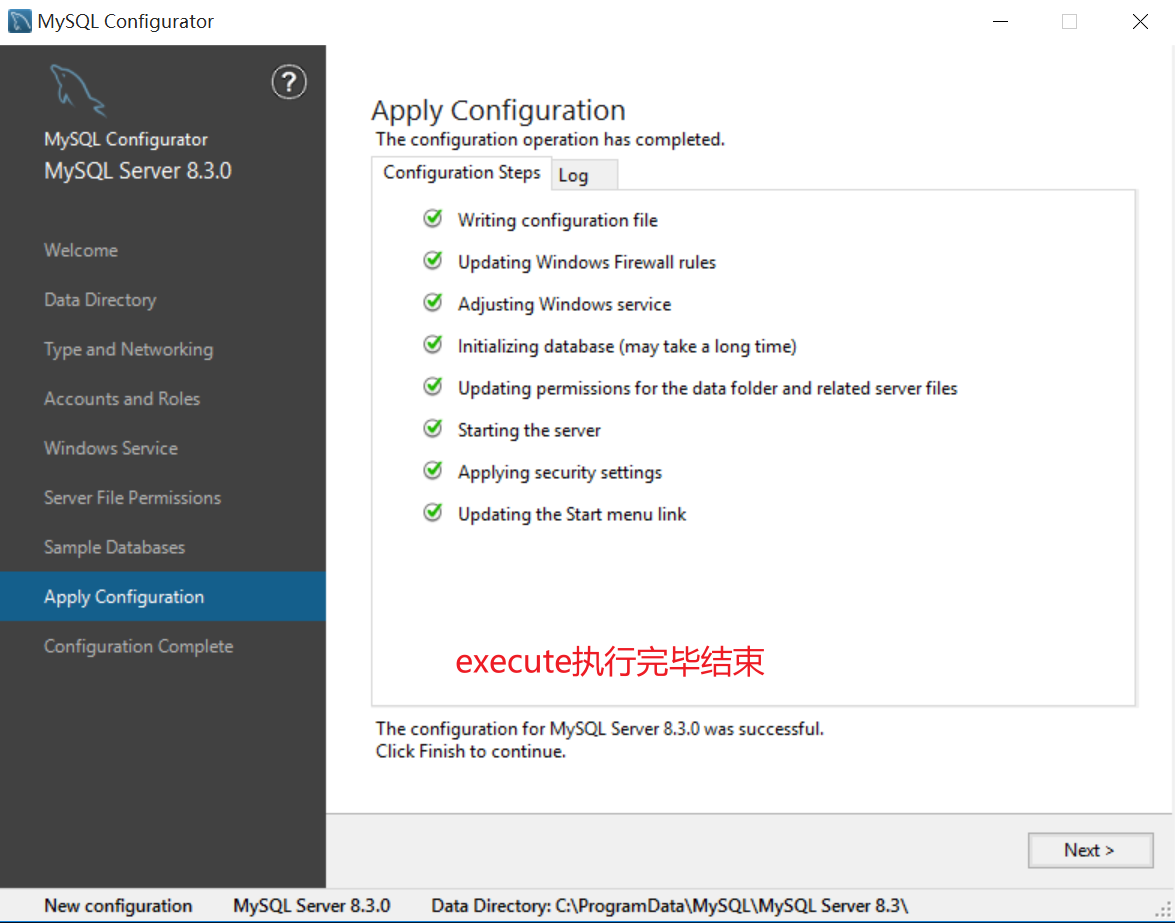 MySQL Configurator
?
MySQL Configurator
MySQL Server 8.3.0
Welcome
Data Directory
Type and Networking
Accounts and Roles
Windows Service
Server File Permissions
Sample Databases
Apply Configuration
Configuration Complete
Apply Configuration
The configuration operation has completed.
Configuration Steps Log
Writing configuration file
Updating Windows Firewall rules
Adjusting Windows service
Initializing database (may take a long time)
Updating permissions for the data folder and related server files
Starting the server
Applying security settings
Updating the Start menu link
execute执行完毕结束
The configuration for MySQL Server 8.3.0 was successful.
Click Finish to continue.
Next >
New configuration MySQL Server 8.3.0 Data Directory: C:\ProgramData\MySQL\MySQL Server 8.3\